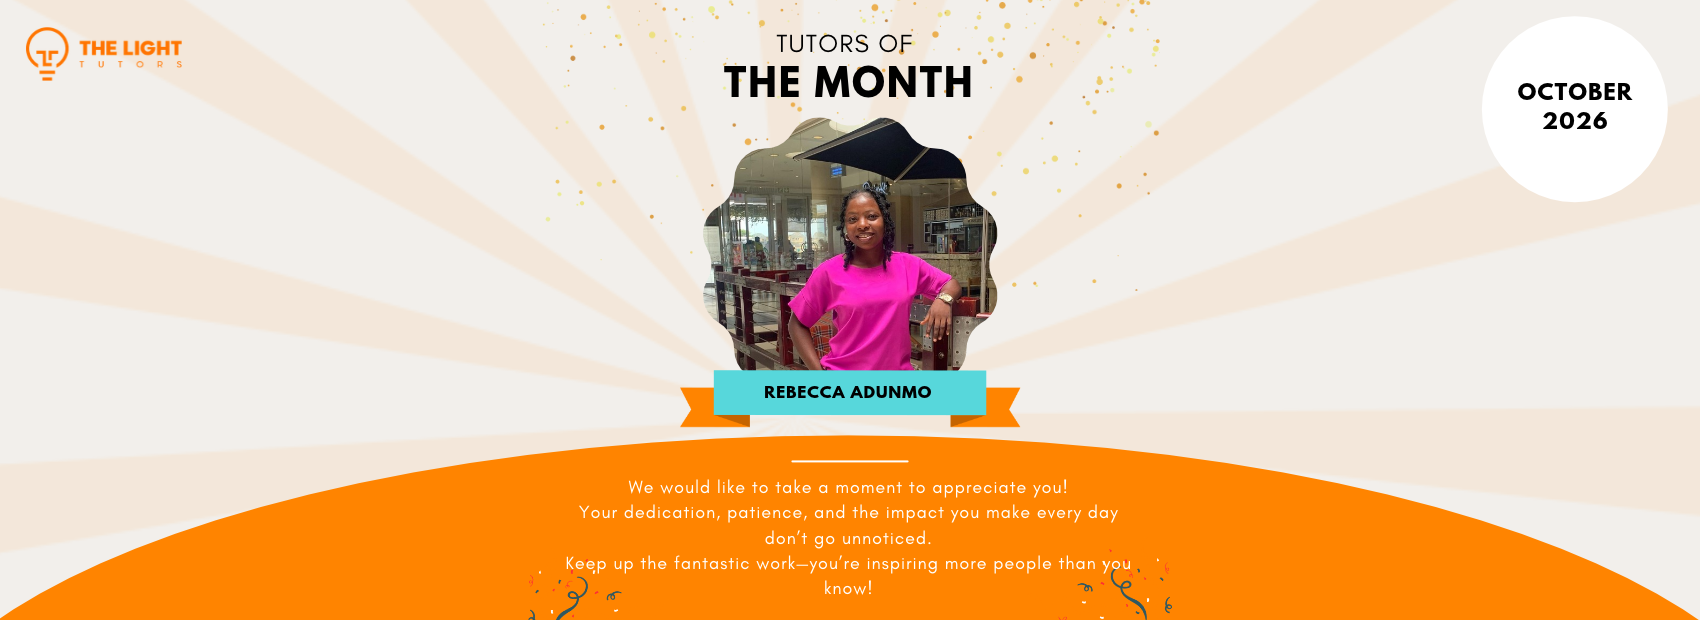 THE LIGHT
TUTORS
TUTORS OF
THE MONTH
OCTOBER
2026
REBECCA ADUNMO
We would like to take a moment to appreciate you!
Your dedication, patience, and the impact you make every day
don't go unnoticed.
Keep up the fantastic work—you're inspiring more people than you
know!